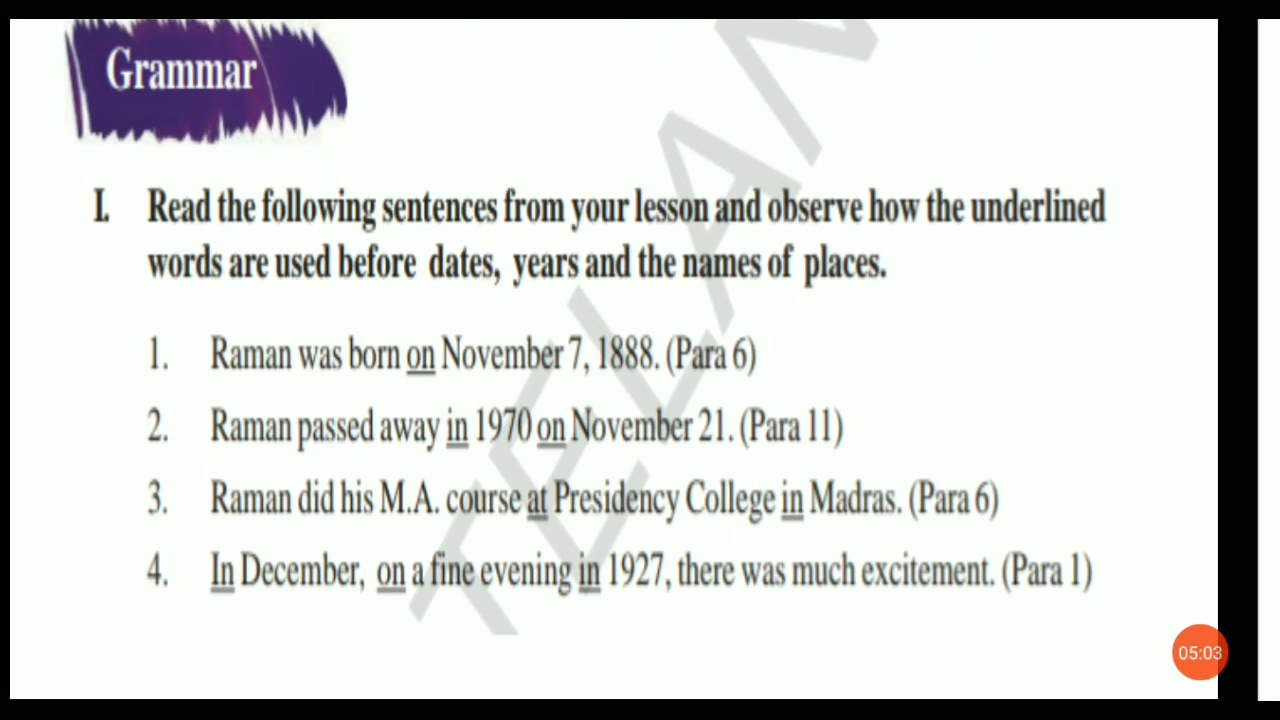 Grammar
I. Read the following sentences from your lesson and observe how the underlined
words are used before dates, years and the names of places.
1. Raman was born on November 7, 1888. (Para 6)
2. Raman passed away in 1970 on November 21. (Para 11)
3. Raman did his M.A. course at Presidency College in Madras. (Para 6)
4. In December, on a fine evening in 1927, there was much excitement. (Para 1)
TELAN
05:03